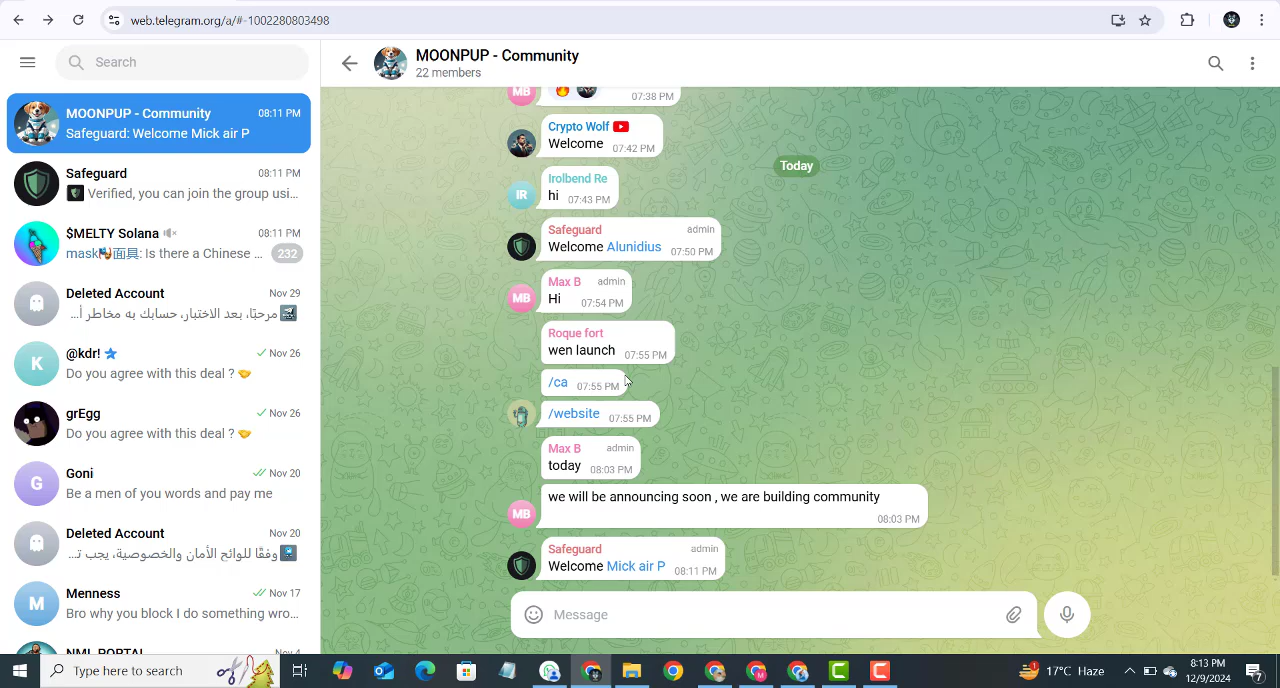 web.telegram.org/a/#-1002280803498
Search
MOONPUP - Community
08:11 PM
Safeguard: Welcome Mick air P
Safeguard
08:11 PM
Verified, you can join the group usi...
$MELTY Solana
08:11 PM
mask面具: Is there a Chinese ...
232
Deleted Account
Nov 29
مرحبًا، بعد الاختبار، حسابك به مخاطر أ...
@kdr!
Nov 26
Do you agree with this deal ?
grEgg
Nov 26
Do you agree with this deal ?
G
Goni
Nov 20
Be a men of you words and pay me
Deleted Account
Nov 20
وفقًا للوائح الأمان والخصوصية، يجب ت...
M
Menness
Nov 17
Bro why you block I do something wro...
Nov 4
K
MOONPUP - Community
22 members
MB
07:38 PM
Crypto Wolf
Welcome 07:42 PM
Today
IR
Irolbend Re
hi 07:43 PM
Safeguard admin
Welcome Alunidius 07:50 PM
MB
Max B admin
Hi 07:54 PM
Roque fort
wen launch 07:55 PM
/ca 07:55 PM
/website 07:55 PM
Max B admin
today 08:03 PM
MB
we will be announcing soon , we are building community
08:03 PM
Safeguard admin
Welcome Mick air P 08:11 PM
Message
Type here to search
1
17°C Haze
8:13 PM
12/9/2024
7